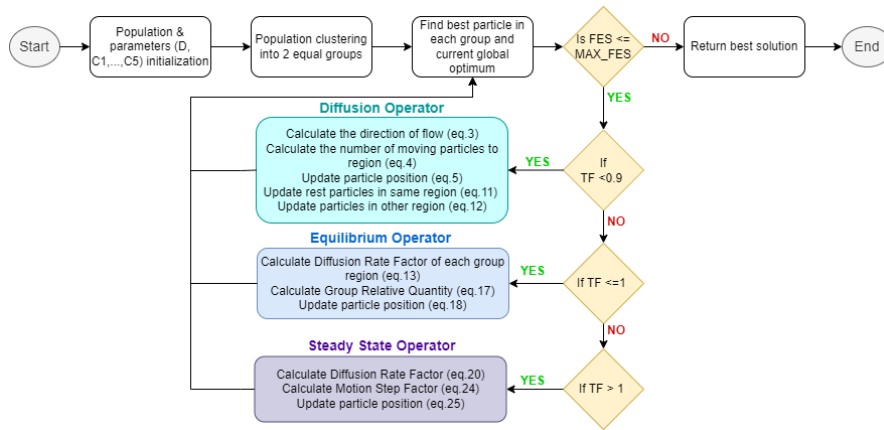 Start
Population &
parameters (D,
C1,...,C5) initialization
Population clustering
into 2 equal groups
Find best particle in
each group and
current global
optimum
Is FES <=
MAX_FES
NO
Return best solution
End
YES
Diffusion Operator
Calculate the direction of flow (eq.3)
Calculate the number of moving particles to
region (eq.4)
Update particle position (eq.5)
Update rest particles in same region (eq.11)
Update particles in other region (eq.12)
YES
If
TF <0.9
NO
Equilibrium Operator
Calculate Diffusion Rate Factor of each group
region (eq.13)
Calculate Group Relative Quantity (eq.17)
Update particle position (eq.18)
YES
If TF <=1
NO
Steady State Operator
Calculate Diffusion Rate Factor (eq.20)
Calculate Motion Step Factor (eq.24)
Update particle position (eq.25)
YES
If TF > 1